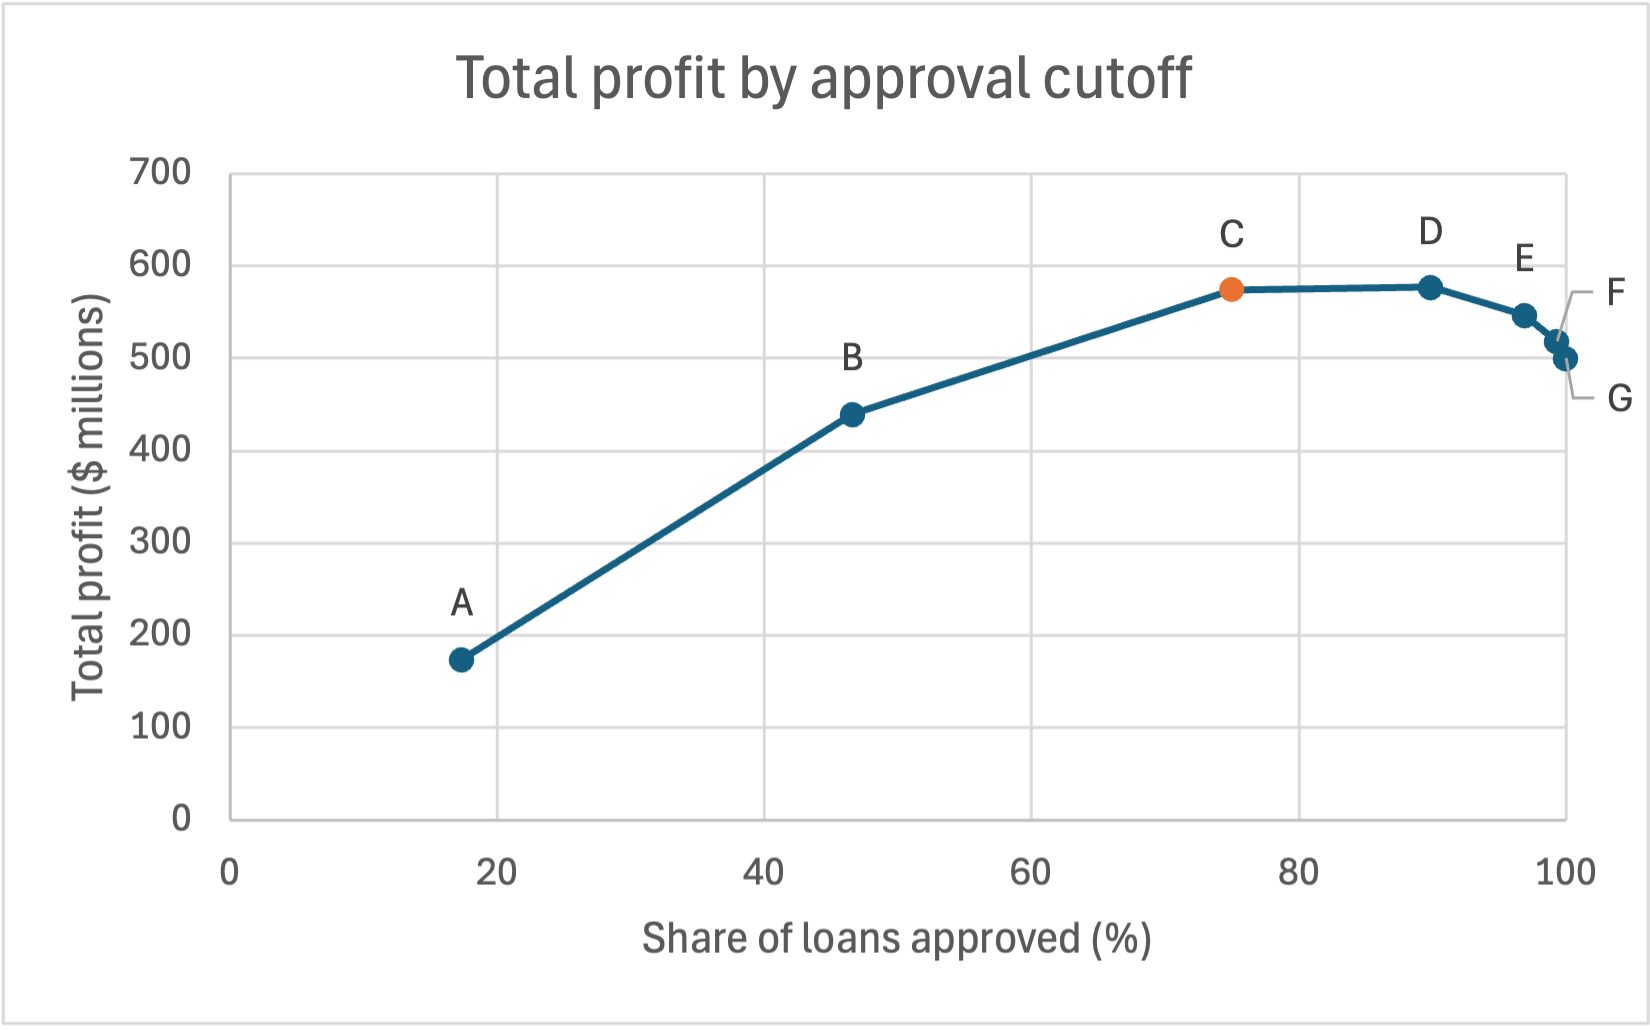 Total profit by approval cutoff
Total profit ($ millions)
700
600
500
400
300
200
100
0
A
B
C
D
E
F
G
0 20 40 60 80 100
Share of loans approved (%)